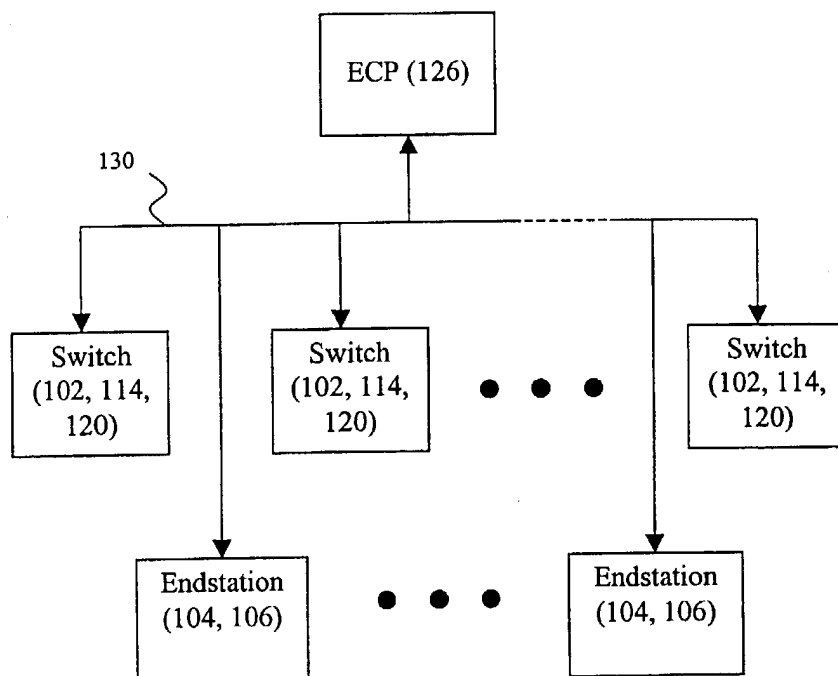 ECP (126)
130
Switch
(102, 114,
120)
Switch
(102, 114,
120)
Switch
(102, 114,
120)
Endstation
(104, 106)
Endstation
(104, 106)